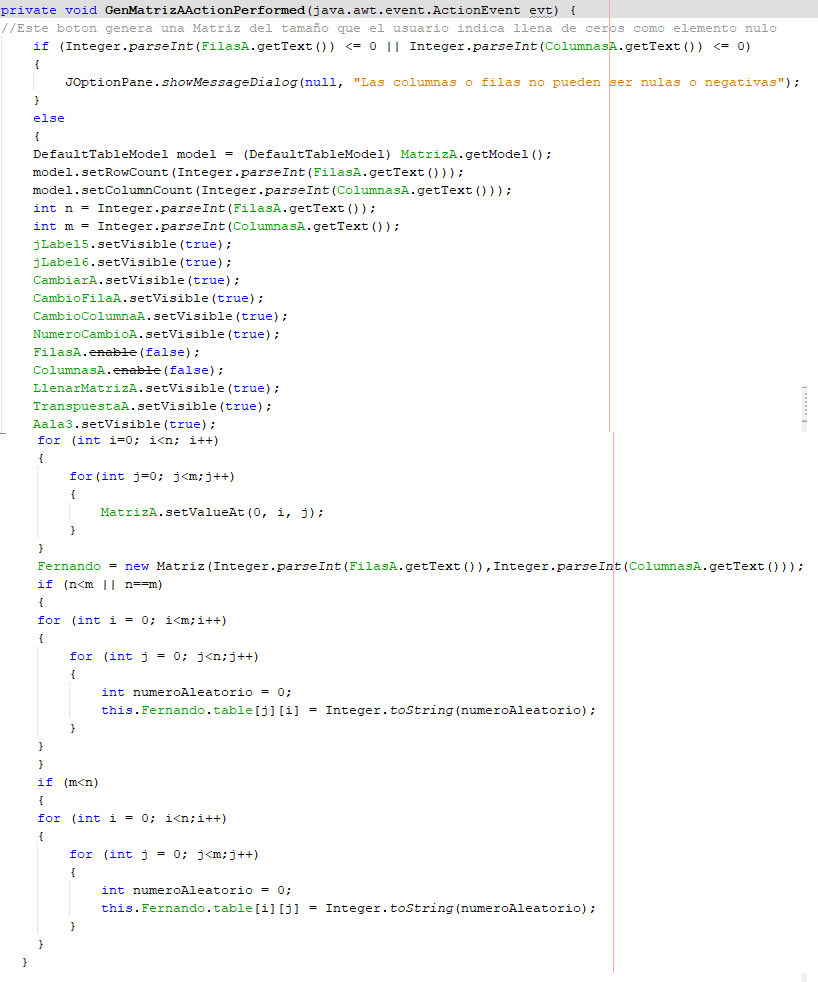 private void GenMatrizAActionPerformed(java.awt.event.ActionEvent evt) {
//Este boton genera una Matriz del tamaño que el usuario indica llena de ceros como elemento nulo
if (Integer.parseInt(FilasA.getText()) <= 0 || Integer.parseInt(ColumnasA.getText()) <= 0)
{
JOptionPane.showMessageDialog(null, "Las columnas o filas no pueden ser nulas o negativas");
}
else
{
DefaultTableModel model = (DefaultTableModel) MatrizA.getModel();
model.setRowCount(Integer.parseInt(FilasA.getText()));
model.setColumnCount(Integer.parseInt(ColumnasA.getText()));
int n = Integer.parseInt(FilasA.getText());
int m = Integer.parseInt(ColumnasA.getText());
jLabel5.setVisible(true);
jLabel6.setVisible(true);
CambiarA.setVisible(true);
CambioFilaA.setVisible(true);
CambioColumnaA.setVisible(true);
NumeroCambioA.setVisible(true);
FilasA.enable(false);
ColumnasA.enable(false);
LlenarMatrizA.setVisible(true);
TranspuestaA.setVisible(true);
Aala3.setVisible(true);
for (int i=0; i<n; i++)
{
for(int j=0; j<m;j++)
{
MatrizA.setValueAt(0, i, j);
}
}
Fernando = new Matriz(Integer.parseInt(FilasA.getText()),Integer.parseInt(ColumnasA.getText()));
if (n<m || n==m)
{
for (int i = 0; i<m;i++)
{
for (int j = 0; j<n;j++)
{
int numeroAleatorio = 0;
this.Fernando.table[j][i] = Integer.toString(numeroAleatorio);
}
}
}
if (m<n)
{
for (int i = 0; i<n;i++)
{
for (int j = 0; j<m;j++)
{
int numeroAleatorio = 0;
this.Fernando.table[i][j] = Integer.toString(numeroAleatorio);
}
}
}